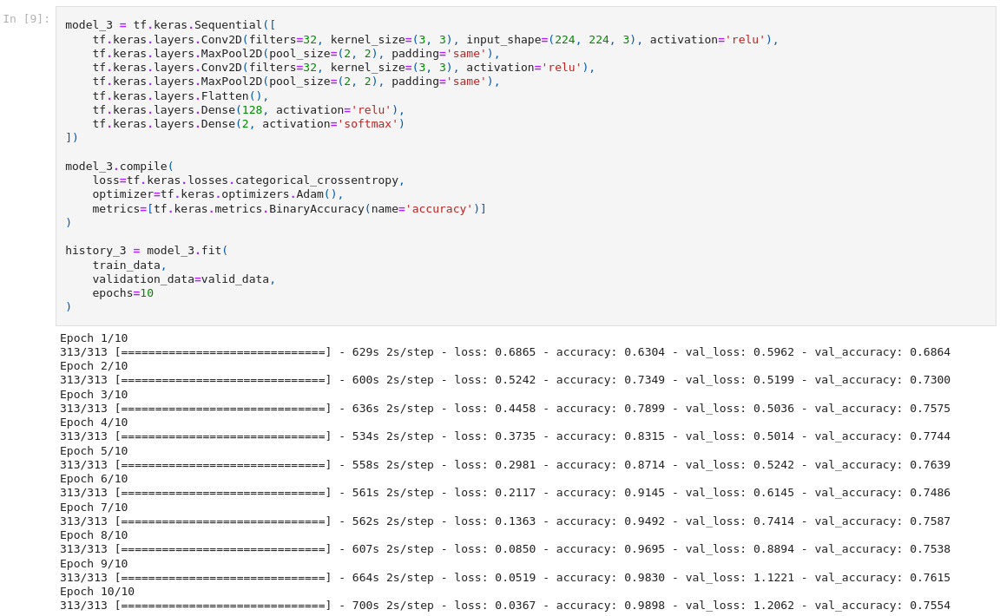 In [9]:
model_3 = tf.keras.Sequential([
    tf.keras.layers.Conv2D(filters=32, kernel_size=(3, 3), input_shape=(224, 224, 3), activation='relu'),
    tf.keras.layers.MaxPool2D(pool_size=(2, 2), padding='same'),
    tf.keras.layers.Conv2D(filters=32, kernel_size=(3, 3), activation='relu'),
    tf.keras.layers.MaxPool2D(pool_size=(2, 2), padding='same'),
    tf.keras.layers.Flatten(),
    tf.keras.layers.Dense(128, activation='relu'),
    tf.keras.layers.Dense(2, activation='softmax')
])

model_3.compile(
    loss=tf.keras.losses.categorical_crossentropy,
    optimizer=tf.keras.optimizers.Adam(),
    metrics=[tf.keras.metrics.BinaryAccuracy(name='accuracy')]
)

history_3 = model_3.fit(
    train_data,
    validation_data=valid_data,
    epochs=10
)
Epoch 1/10
313/313 [==============================] - 629s 2s/step - loss: 0.6865 - accuracy: 0.6304 - val_loss: 0.5962 - val_accuracy: 0.6864
Epoch 2/10
313/313 [==============================] - 600s 2s/step - loss: 0.5242 - accuracy: 0.7349 - val_loss: 0.5199 - val_accuracy: 0.7300
Epoch 3/10
313/313 [==============================] - 636s 2s/step - loss: 0.4458 - accuracy: 0.7899 - val_loss: 0.5036 - val_accuracy: 0.7575
Epoch 4/10
313/313 [==============================] - 534s 2s/step - loss: 0.3735 - accuracy: 0.8315 - val_loss: 0.5014 - val_accuracy: 0.7744
Epoch 5/10
313/313 [==============================] - 558s 2s/step - loss: 0.2981 - accuracy: 0.8714 - val_loss: 0.5242 - val_accuracy: 0.7639
Epoch 6/10
313/313 [==============================] - 561s 2s/step - loss: 0.2117 - accuracy: 0.9145 - val_loss: 0.6145 - val_accuracy: 0.7486
Epoch 7/10
313/313 [==============================] - 562s 2s/step - loss: 0.1363 - accuracy: 0.9492 - val_loss: 0.7414 - val_accuracy: 0.7587
Epoch 8/10
313/313 [==============================] - 607s 2s/step - loss: 0.0850 - accuracy: 0.9695 - val_loss: 0.8894 - val_accuracy: 0.7538
Epoch 9/10
313/313 [==============================] - 664s 2s/step - loss: 0.0519 - accuracy: 0.9830 - val_loss: 1.1221 - val_accuracy: 0.7615
Epoch 10/10
313/313 [==============================] - 700s 2s/step - loss: 0.0367 - accuracy: 0.9898 - val_loss: 1.2062 - val_accuracy: 0.7554